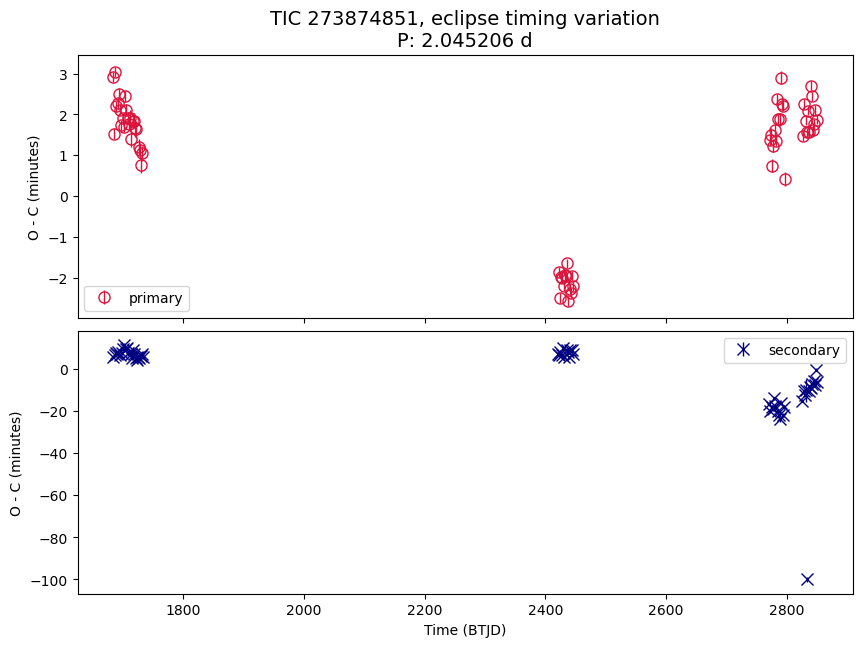 TIC 273874851, eclipse timing variation
P: 2.045206 d
3
2
1
0
−1
−2
O - C (minutes)
primary
secondary
0
−20
−40
−60
−80
−100
O - C (minutes)
1800
2000
2200
2400
2600
2800
Time (BTJD)